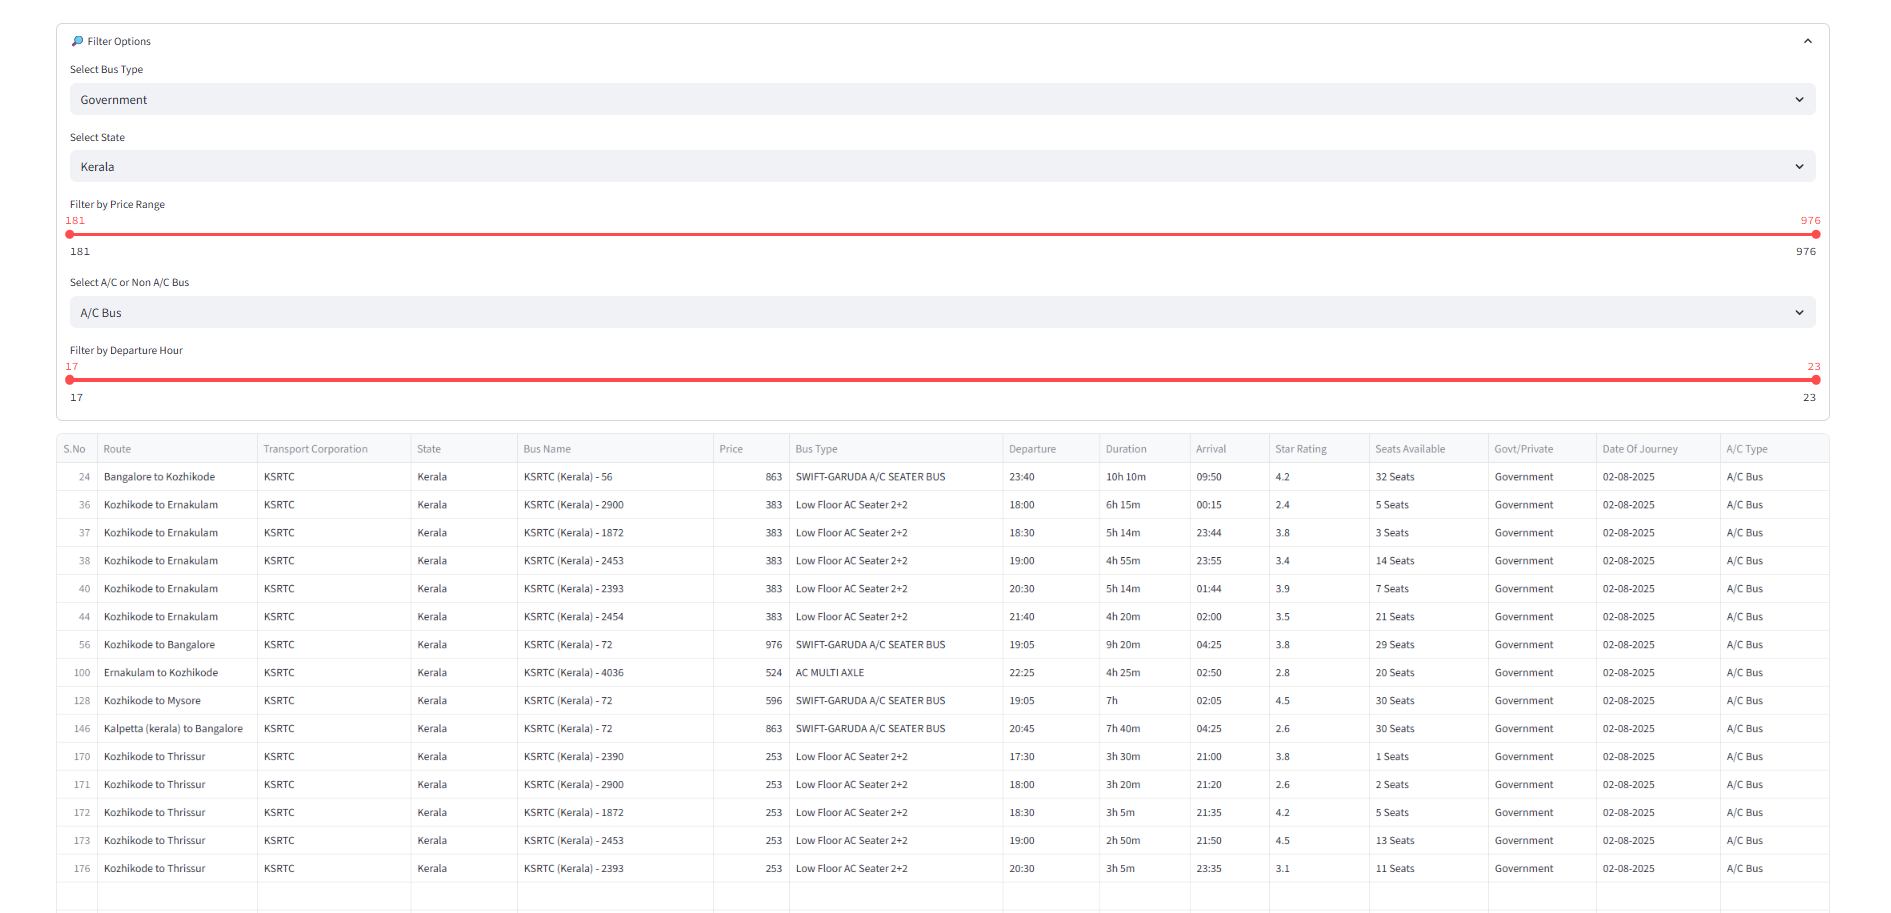 🔎 Filter Options
Select Bus Type
Government
Select State
Kerala
Filter by Price Range
181 976
181 976
Select A/C or Non A/C Bus
A/C Bus
Filter by Departure Hour
17 23
17 23
S.No Route Transport Corporation State Bus Name Price Bus Type Departure Duration Arrival Star Rating Seats Available Govt/Private Date Of Journey A/C Type
24 Bangalore to Kozhikode KSRTC Kerala KSRTC (Kerala) - 56 863 SWIFT-GARUDA A/C SEATER BUS 23:40 10h 10m 09:50 4.2 32 Seats Government 02-08-2025 A/C Bus
36 Kozhikode to Ernakulam KSRTC Kerala KSRTC (Kerala) - 2900 383 Low Floor AC Seater 2+2 18:00 6h 15m 00:15 2.4 5 Seats Government 02-08-2025 A/C Bus
37 Kozhikode to Ernakulam KSRTC Kerala KSRTC (Kerala) - 1872 383 Low Floor AC Seater 2+2 18:30 5h 14m 23:44 3.8 3 Seats Government 02-08-2025 A/C Bus
38 Kozhikode to Ernakulam KSRTC Kerala KSRTC (Kerala) - 2453 383 Low Floor AC Seater 2+2 19:00 4h 55m 23:55 3.4 14 Seats Government 02-08-2025 A/C Bus
40 Kozhikode to Ernakulam KSRTC Kerala KSRTC (Kerala) - 2393 383 Low Floor AC Seater 2+2 20:30 5h 14m 01:44 3.9 7 Seats Government 02-08-2025 A/C Bus
44 Kozhikode to Ernakulam KSRTC Kerala KSRTC (Kerala) - 2454 383 Low Floor AC Seater 2+2 21:40 4h 20m 02:00 3.5 21 Seats Government 02-08-2025 A/C Bus
56 Kozhikode to Bangalore KSRTC Kerala KSRTC (Kerala) - 72 976 SWIFT-GARUDA A/C SEATER BUS 19:05 9h 20m 04:25 3.8 29 Seats Government 02-08-2025 A/C Bus
100 Ernakulam to Kozhikode KSRTC Kerala KSRTC (Kerala) - 4036 524 AC MULTI AXLE 22:25 4h 25m 02:50 2.8 20 Seats Government 02-08-2025 A/C Bus
128 Kozhikode to Mysore KSRTC Kerala KSRTC (Kerala) - 72 596 SWIFT-GARUDA A/C SEATER BUS 19:05 7h 02:05 4.5 30 Seats Government 02-08-2025 A/C Bus
146 Kalpetta (kerala) to Bangalore KSRTC Kerala KSRTC (Kerala) - 72 863 SWIFT-GARUDA A/C SEATER BUS 20:45 7h 40m 04:25 2.6 30 Seats Government 02-08-2025 A/C Bus
170 Kozhikode to Thrissur KSRTC Kerala KSRTC (Kerala) - 2390 253 Low Floor AC Seater 2+2 17:30 3h 30m 21:00 3.8 1 Seats Government 02-08-2025 A/C Bus
171 Kozhikode to Thrissur KSRTC Kerala KSRTC (Kerala) - 2900 253 Low Floor AC Seater 2+2 18:00 3h 20m 21:20 2.6 2 Seats Government 02-08-2025 A/C Bus
172 Kozhikode to Thrissur KSRTC Kerala KSRTC (Kerala) - 1872 253 Low Floor AC Seater 2+2 18:30 3h 5m 21:35 4.2 5 Seats Government 02-08-2025 A/C Bus
173 Kozhikode to Thrissur KSRTC Kerala KSRTC (Kerala) - 2453 253 Low Floor AC Seater 2+2 19:00 2h 50m 21:50 4.5 13 Seats Government 02-08-2025 A/C Bus
176 Kozhikode to Thrissur KSRTC Kerala KSRTC (Kerala) - 2393 253 Low Floor AC Seater 2+2 20:30 3h 5m 23:35 3.1 11 Seats Government 02-08-2025 A/C Bus